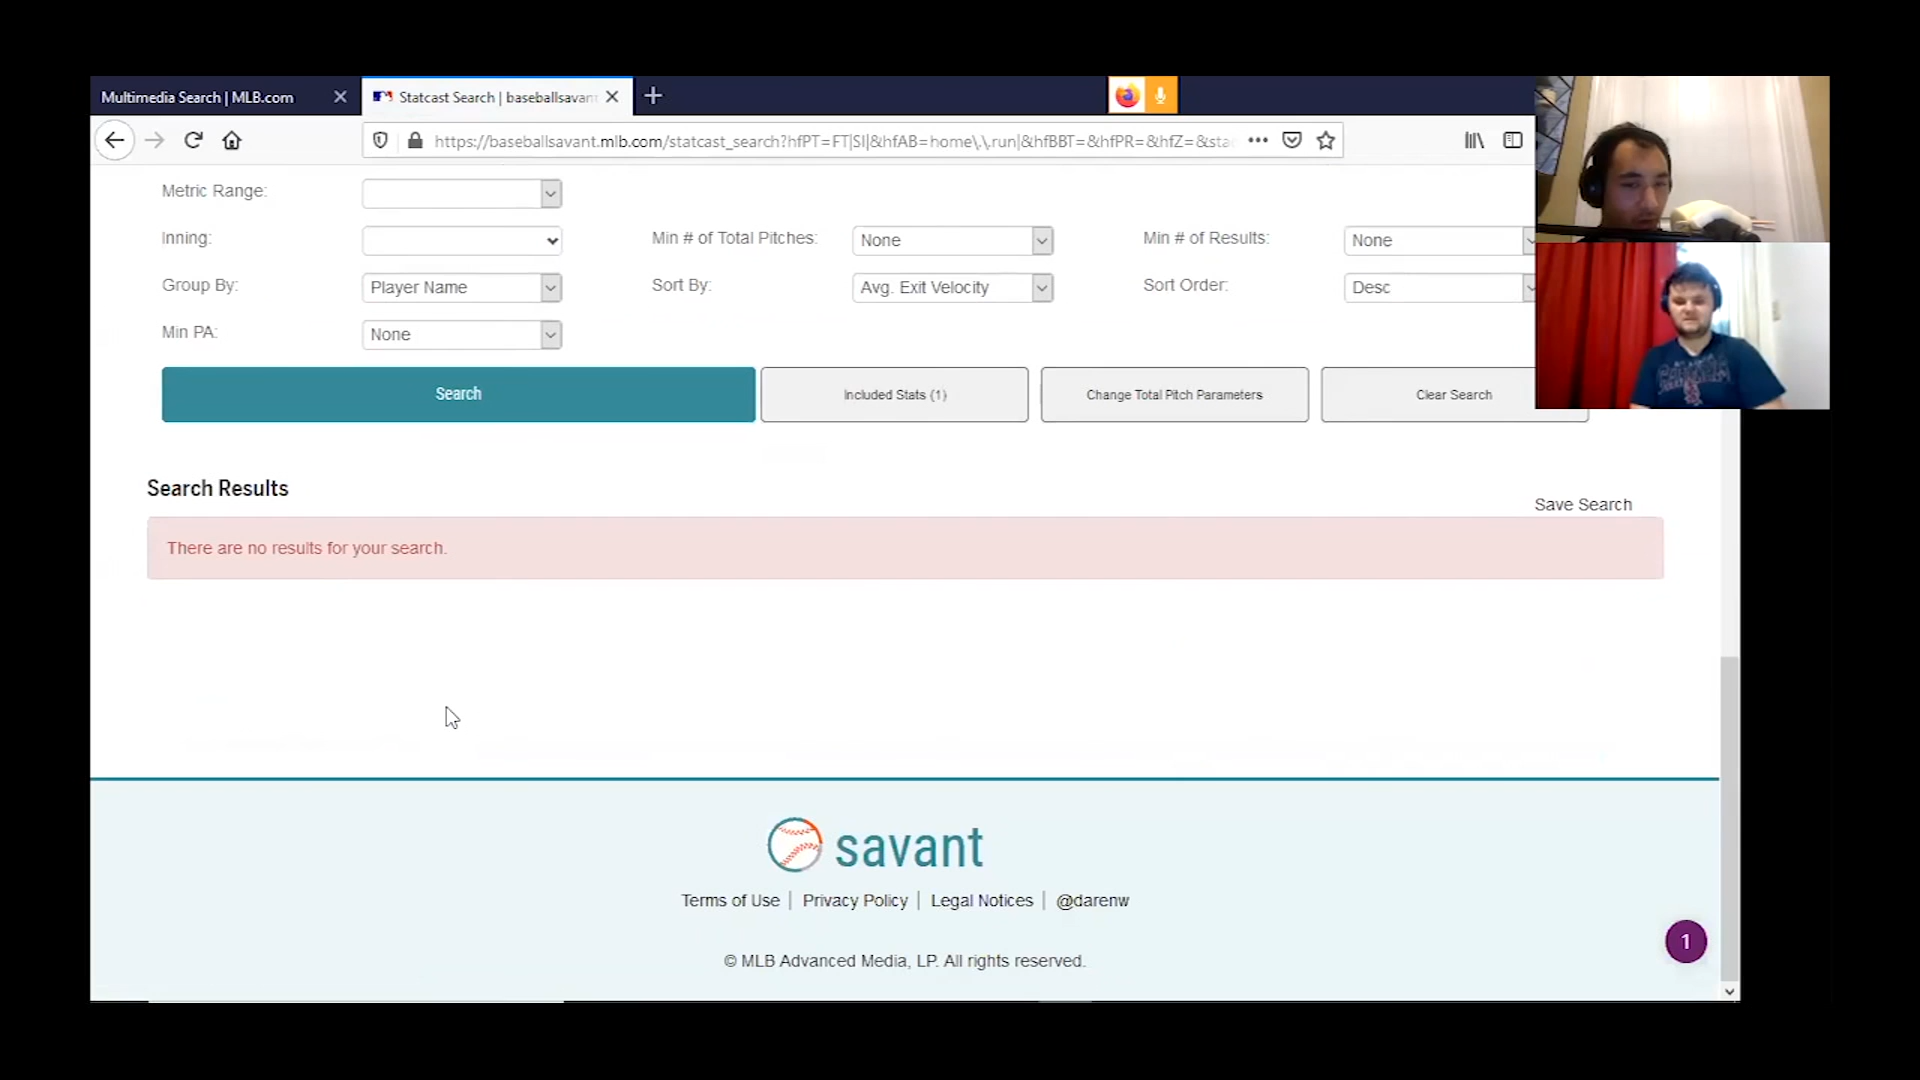 Multimedia Search | MLB.com
Statcast Search | baseballsavant
https://baseballsavant.mlb.com/statcast_search?hfPT=FT|SI|&hfAB=home\.\.run|&hfBBT=&hfPR=&hfZ=&sta
Metric Range:
Inning:
Min # of Total Pitches: None
Min # of Results: None
Group By: Player Name
Sort By: Avg. Exit Velocity
Sort Order: Desc
Min PA: None
Search
Included Stats (1)
Change Total Pitch Parameters
Clear Search
Search Results
Save Search
There are no results for your search.
savant
Terms of Use | Privacy Policy | Legal Notices | @darenw
1
© MLB Advanced Media, LP. All rights reserved.